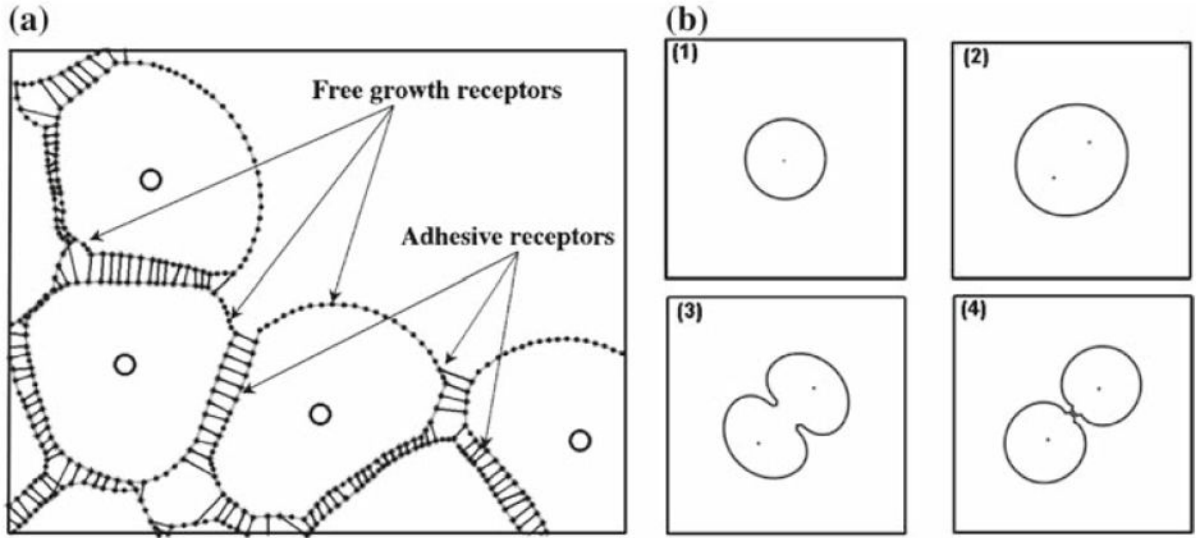 (a)
Free growth receptors
Adhesive receptors
(b)
(1)
(2)
(3)
(4)